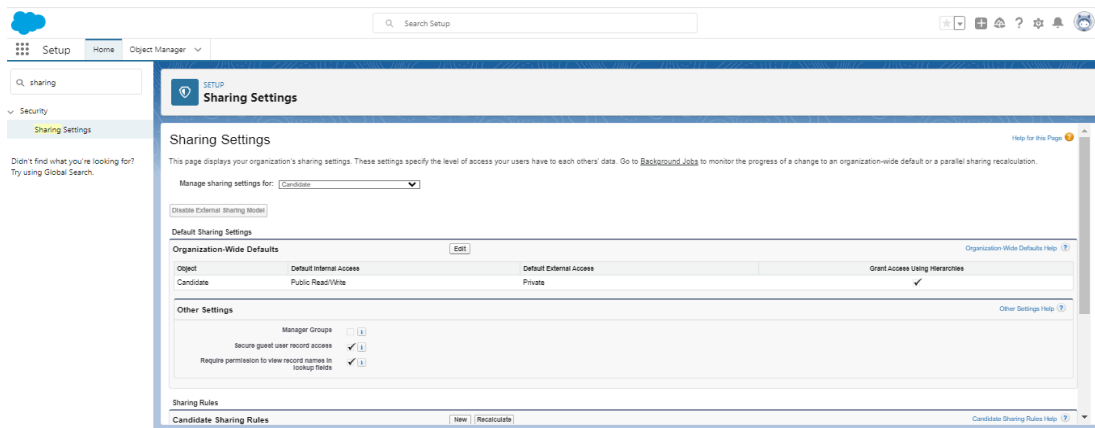 Search Setup
Setup
Home
Object Manager
sharing
Security
Sharing Settings
Didn't find what you're looking for?
Try using Global Search.
SETUP
Sharing Settings
Sharing Settings
Help for this Page
This page displays your organization's sharing settings. These settings specify the level of access your users have to each others' data. Go to Background Jobs to monitor the progress of a change to an organization-wide default or a parallel sharing recalculation.
Manage sharing settings for: Candidate
Disable External Sharing Model
Default Sharing Settings
Organization-Wide Defaults Edit Organization-Wide Defaults Help ?
Object Default Internal Access Default External Access Grant Access Using Hierarchies
Candidate Public Read/Write Private
Other Settings Other Settings Help ?
Manager Groups i
Secure guest user record access i
Require permission to view record names in
lookup fields i
Sharing Rules
Candidate Sharing Rules New Recalculate Candidate Sharing Rules Help ?